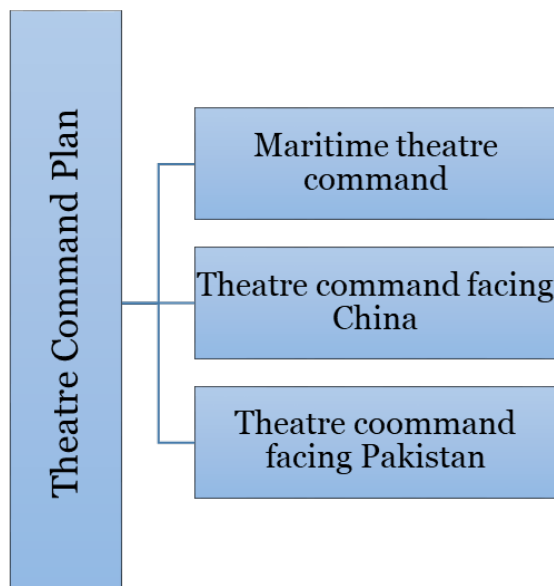 Theatre Command Plan
Maritime theatre
command
Theatre command facing
China
Theatre coommand
facing Pakistan